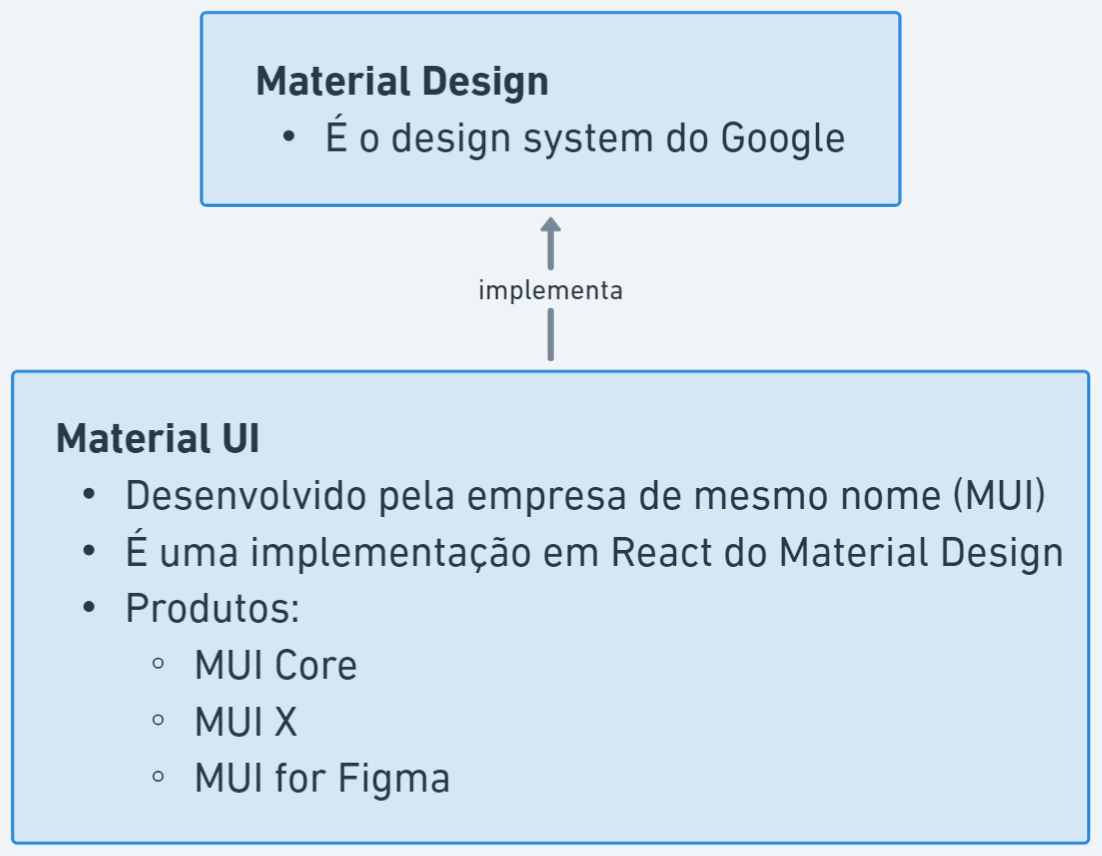 Material Design
• É o design system do Google
implementa
Material UI
• Desenvolvido pela empresa de mesmo nome (MUI)
• É uma implementação em React do Material Design
• Produtos:
◦ MUI Core
◦ MUI X
◦ MUI for Figma